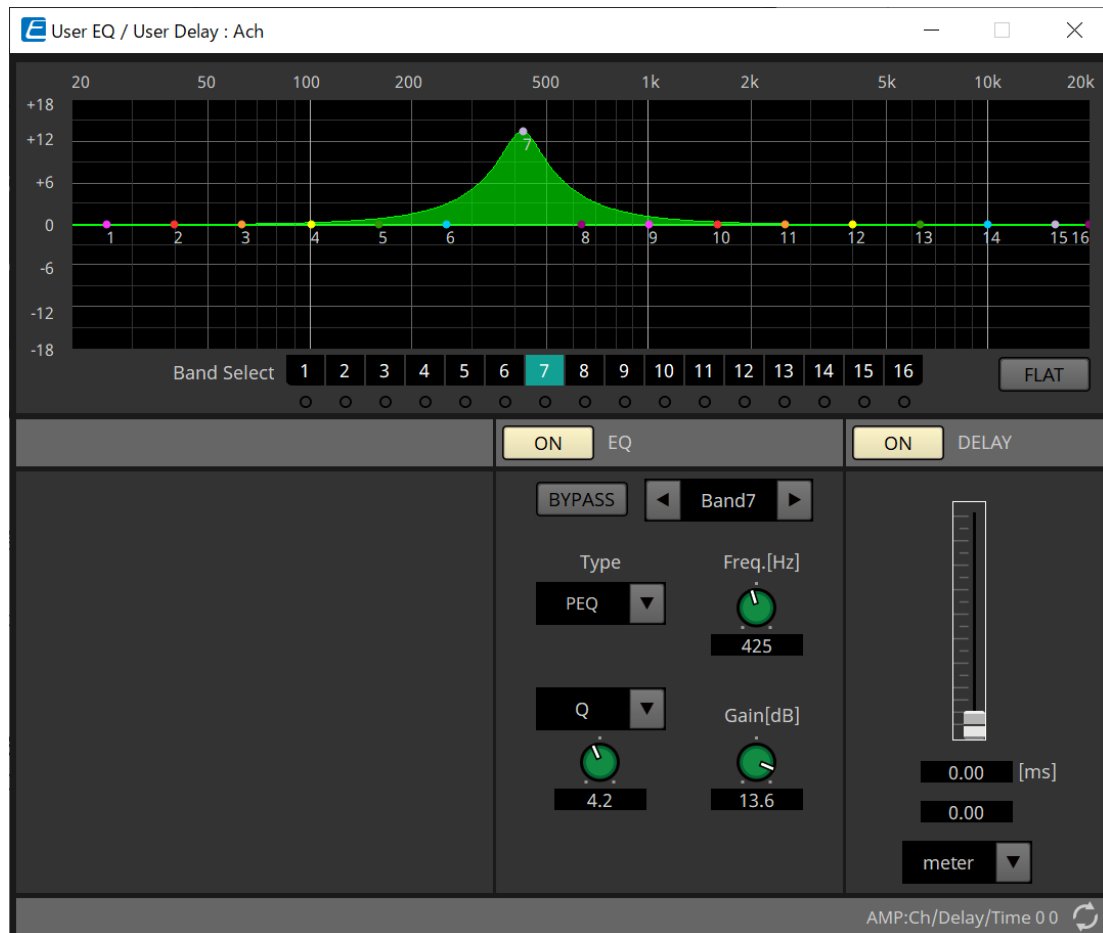 User EQ / User Delay : Ach
20 50 100 200 500 1k 2k 5k 10k 20k
+18
+12
7
+6
0
1 2 3 4 5 6 8 9 10 11 12 13 14 15 16
-6
-12
-18
Band Select 1 2 3 4 5 6 7 8 9 10 11 12 13 14 15 16 FLAT
ON EQ ON DELAY
BYPASS Band7
Type Freq.[Hz]
PEQ
425
Q Gain[dB]
4.2 13.6
0.00 [ms]
0.00
meter
AMP:Ch/Delay/Time 0 0